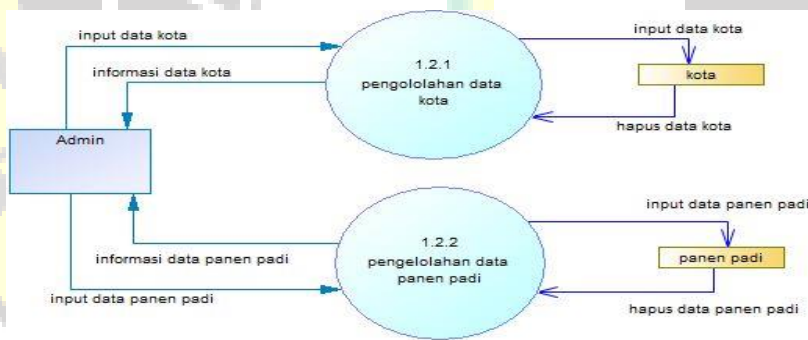 input data kota
informasi data kota
Admin
1.2.1
pengololahan data
kota
input data kota
kota
hapus data kota
informasi data panen padi
input data panen padi
1.2.2
pengelolahan data
panen padi
input data panen padi
panen padi
hapus data panen padi